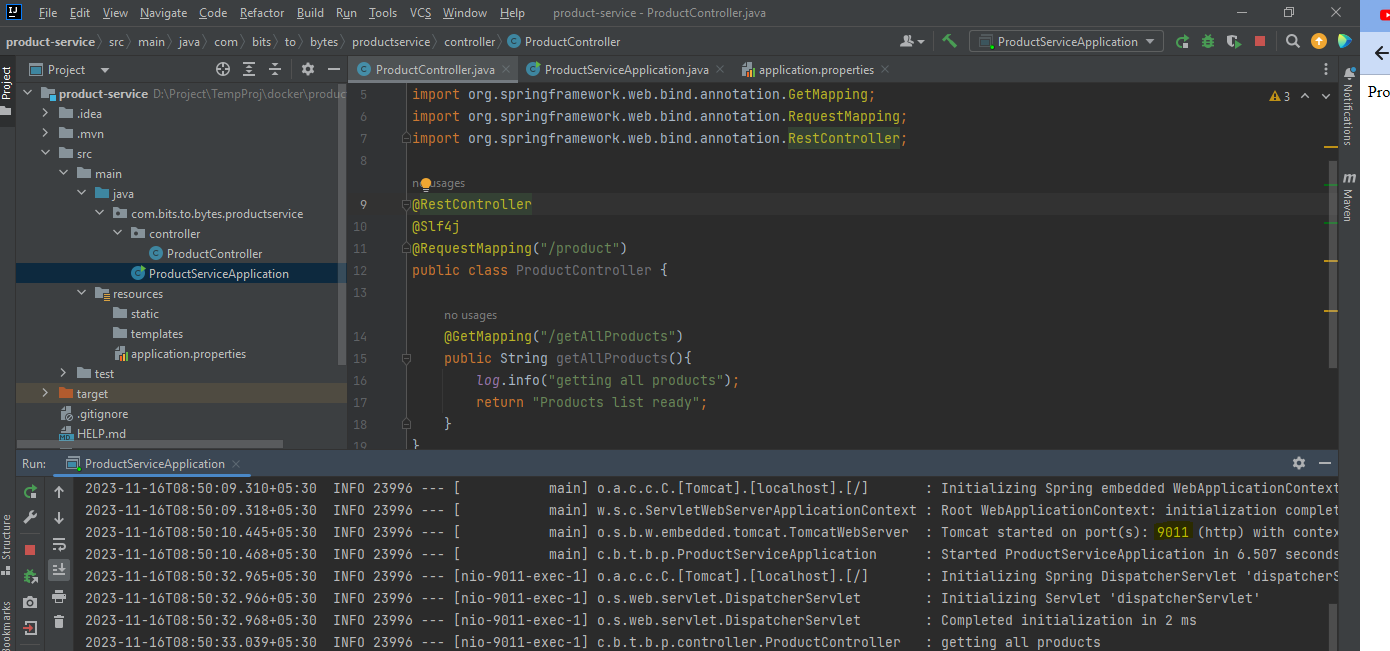 File Edit View Navigate Code Refactor Build Run Tools VCS Window Help product-service - ProductController.java
product-service src main java com bits to bytes productservice controller ProductController ProductServiceApplication
Project
Project
ProductController.java ProductServiceApplication.java application.properties
product-service D:\Project\TempProj\docker\produc
.idea
.mvn
src
main
java
com.bits.to.bytes.productservice
controller
ProductController
ProductServiceApplication
resources
static
templates
application.properties
test
target
.gitignore
HELP.md
5 import org.springframework.web.bind.annotation.GetMapping;
3
6 import org.springframework.web.bind.annotation.RequestMapping;
7 import org.springframework.web.bind.annotation.RestController;
8
no usages
9 @RestController
10 @Slf4j
11 @RequestMapping("/product")
12 public class ProductController {
13
no usages
14 @GetMapping("/getAllProducts")
15 public String getAllProducts(){
16 log.info("getting all products");
17 return "Products list ready";
18 }
19 }
Notifications
m Maven
Pro
Run: ProductServiceApplication
2023-11-16T08:50:09.310+05:30 INFO 23996 --- [ main] o.a.c.c.C.[Tomcat].[localhost].[/] : Initializing Spring embedded WebApplicationContext
2023-11-16T08:50:09.318+05:30 INFO 23996 --- [ main] w.s.c.ServletWebServerApplicationContext : Root WebApplicationContext: initialization complet
2023-11-16T08:50:10.445+05:30 INFO 23996 --- [ main] o.s.b.w.embedded.tomcat.TomcatWebServer : Tomcat started on port(s): 9011 (http) with contex
2023-11-16T08:50:10.468+05:30 INFO 23996 --- [ main] c.b.t.b.p.ProductServiceApplication : Started ProductServiceApplication in 6.507 seconds
2023-11-16T08:50:32.965+05:30 INFO 23996 --- [nio-9011-exec-1] o.a.c.c.C.[Tomcat].[localhost].[/] : Initializing Spring DispatcherServlet 'dispatcherS
2023-11-16T08:50:32.966+05:30 INFO 23996 --- [nio-9011-exec-1] o.s.web.servlet.DispatcherServlet : Initializing Servlet 'dispatcherServlet'
2023-11-16T08:50:32.968+05:30 INFO 23996 --- [nio-9011-exec-1] o.s.web.servlet.DispatcherServlet : Completed initialization in 2 ms
2023-11-16T08:50:33.039+05:30 INFO 23996 --- [nio-9011-exec-1] c.b.t.b.p.controller.ProductController : getting all products
Structure
Bookmarks